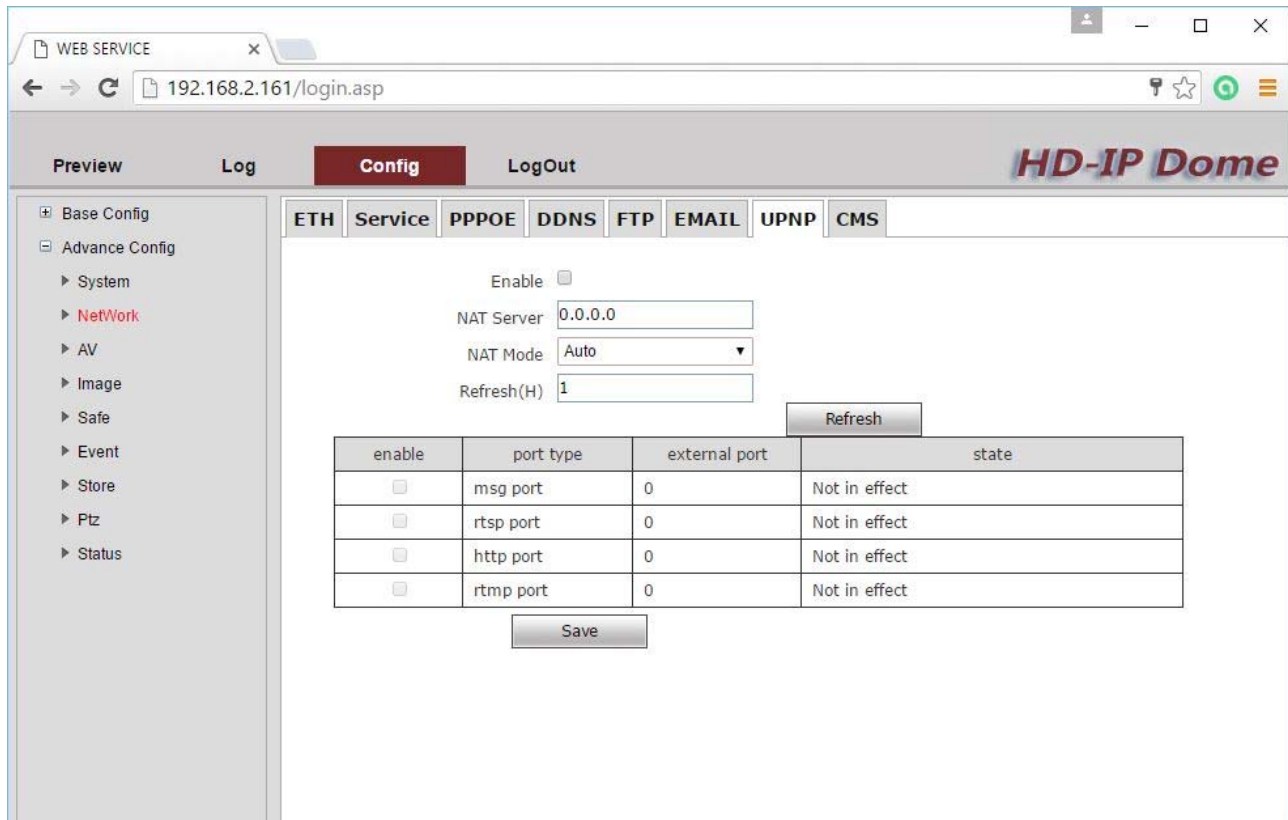 WEB SERVICE
192.168.2.161/login.asp
Preview Log Config LogOut HD-IP Dome
Base Config
Advance Config
System
NetWork
AV
Image
Safe
Event
Store
Ptz
Status
ETH Service PPPOE DDNS FTP EMAIL UPNP CMS
Enable
NAT Server 0.0.0.0
NAT Mode Auto
Refresh(H) 1
Refresh
enable port type external port state
msg port 0 Not in effect
rtsp port 0 Not in effect
http port 0 Not in effect
rtmp port 0 Not in effect
Save